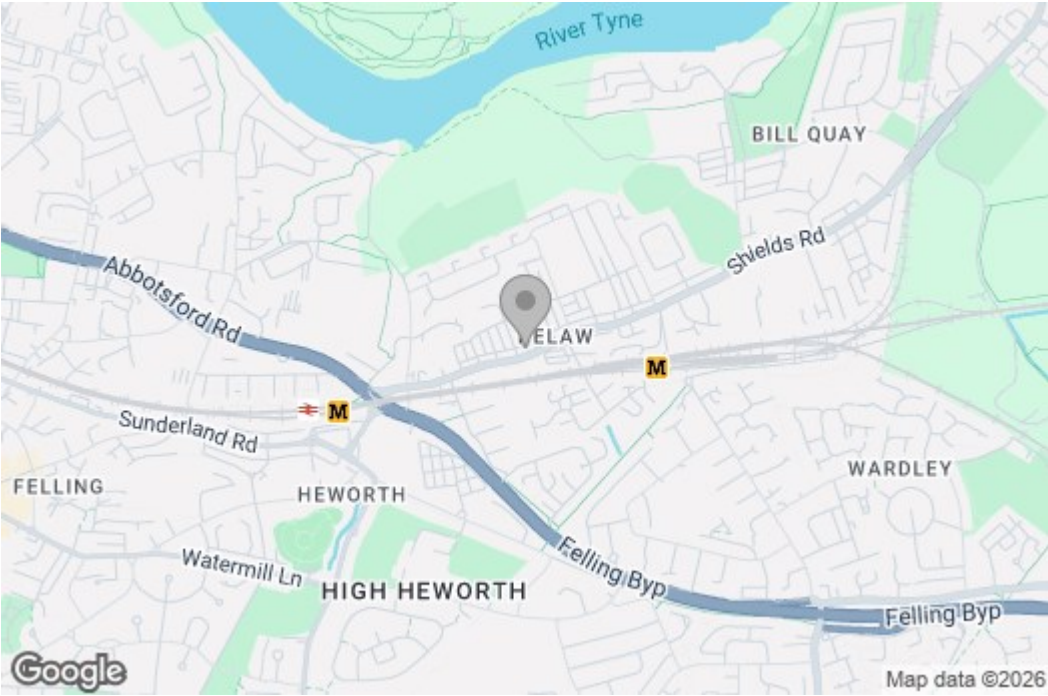 River Tyne
BILL QUAY
Shields Rd
Abbotsford Rd
ELAW
M
M
Sunderland Rd
FELLING
HEWORTH
WARDLEY
Watermill Ln
Felling Byp
HIGH HEWORTH
Felling Byp
Google
Map data ©2026